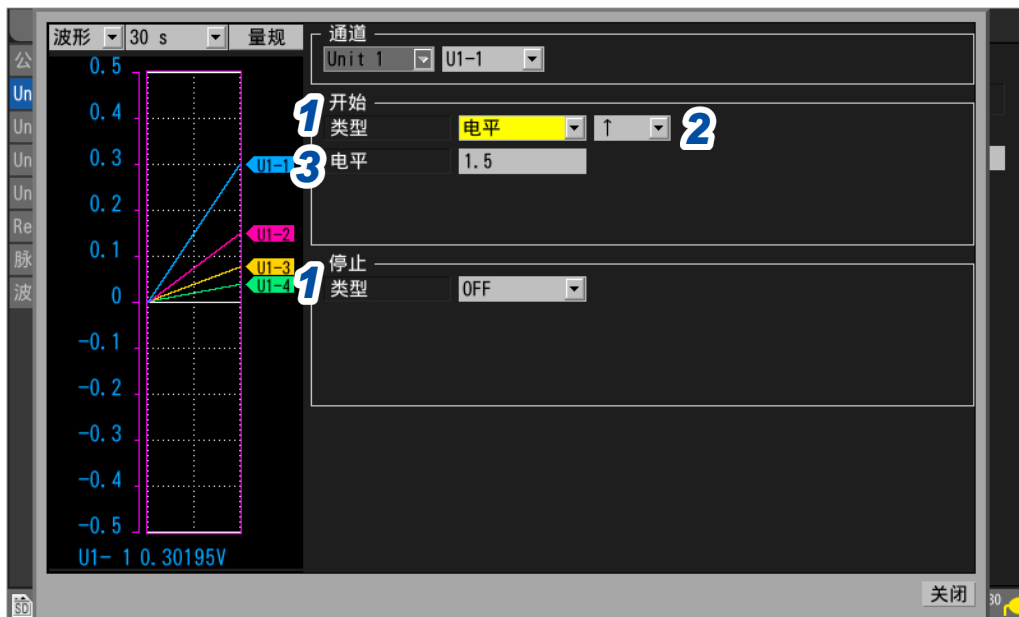 波形 30 s 量规
通道
Unit 1 U1-1
公
Un
Un
Un
Un
Re
脉
波
0.5
0.4
0.3
0.2
0.1
0
-0.1
-0.2
-0.3
-0.4
-0.5
U1-1
U1-2
U1-3
U1-4
U1- 1 0.30195V
开始
1 类型 电平 ↑ 2
3 电平 1.5
停止
1 类型 OFF
关闭
SD
30